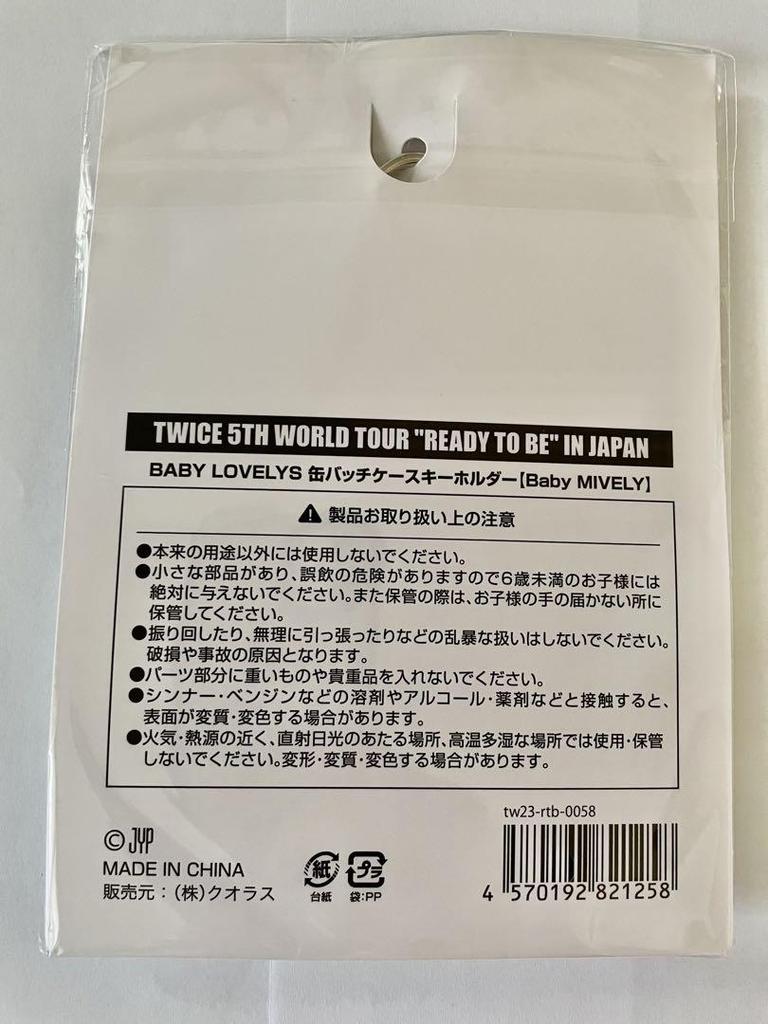 TWICE 5TH WORLD TOUR "READY TO BE" IN JAPAN
BABY LOVELYS 缶バッチケースキーホルダー【Baby MIVELY】
⚠ 製品お取り扱い上の注意
●本来の用途以外には使用しないでください。
●小さな部品があり、誤飲の危険がありますので6歳未満のお子様には
絶対に与えないでください。また保管の際は、お子様の手の届かない所に
保管してください。
●振り回したり、無理に引っ張ったりなどの乱暴な扱いはしないでください。
破損や事故の原因となります。
●パーツ部分に重いものや貴重品を入れないでください。
●シンナー・ベンジンなどの溶剤やアルコール・薬剤などと接触すると、
表面が変質・変色する場合があります。
●火気・熱源の近く、直射日光のあたる場所、高温多湿な場所では使用・保管
しないでください。変形・変質・変色する場合があります。
tw23-rtb-0058
© JYP
MADE IN CHINA
販売元：（株）クオラス
紙
台紙
プラ
袋:PP
4 570192 821258